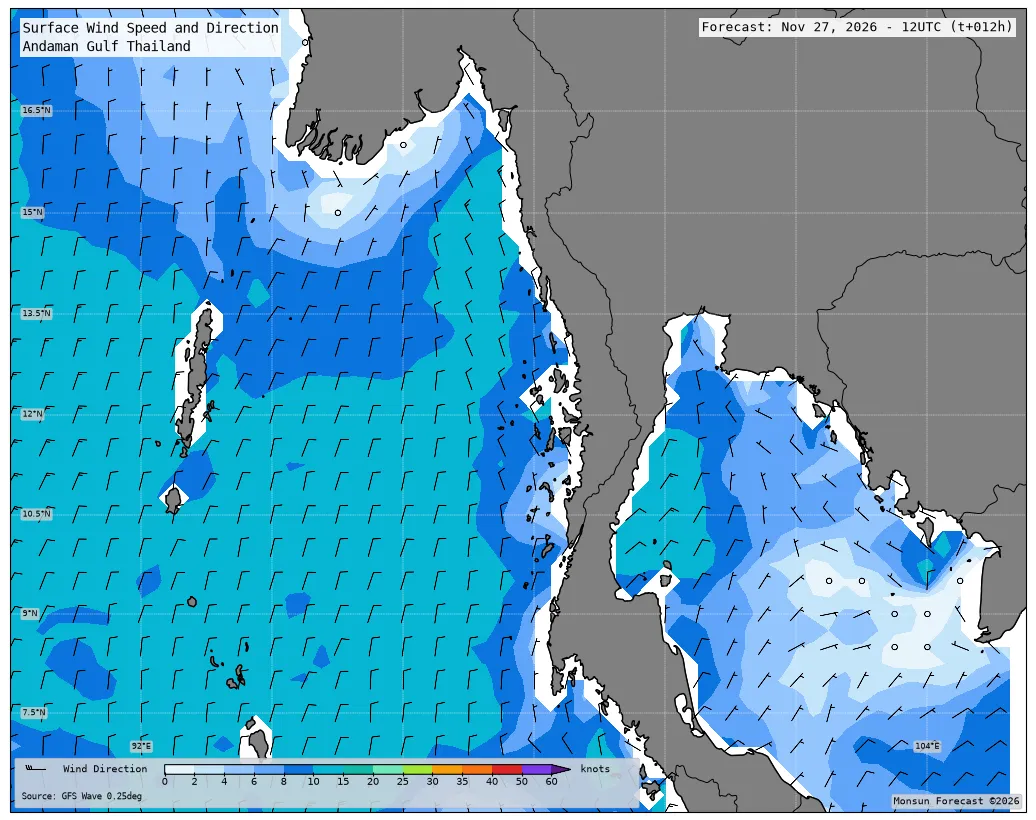 Surface Wind Speed and Direction
Andaman Gulf Thailand
Forecast: Nov 27, 2026 - 12UTC (t+012h)
16.5°N
15°N
13.5°N
12°N
10.5°N
9°N
7.5°N
92°E
104°E
Wind Direction
0 2 4 6 8 10 15 20 25 30 35 40 50 60
knots
Source: GFS Wave 0.25deg
Monsun Forecast ©2026